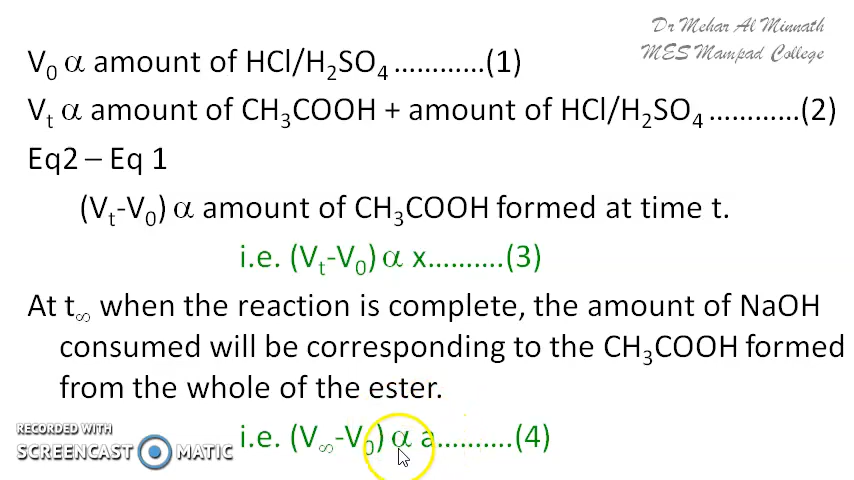 Dr Mehar Al Minnath
MES Mampad College
V₀ α amount of HCl/H₂SO₄ ............(1)
Vₜ α amount of CH₃COOH + amount of HCl/H₂SO₄ ............(2)
Eq2 – Eq 1
(Vₜ-V₀) α amount of CH₃COOH formed at time t.
i.e. (Vₜ-V₀) α x..........(3)
At t∞ when the reaction is complete, the amount of NaOH
consumed will be corresponding to the CH₃COOH formed
from the whole of the ester.
i.e. (V∞-V₀) α a..........(4)
RECORDED WITH
SCREENCAST MATIC